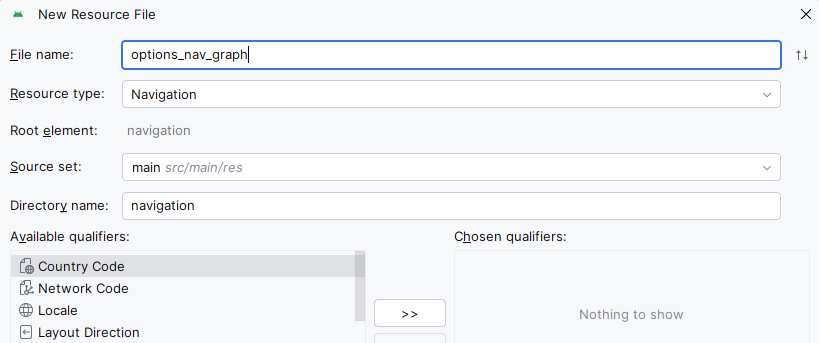 New Resource File
File name: options_nav_graph
Resource type: Navigation
Root element: navigation
Source set: main src/main/res
Directory name: navigation
Available qualifiers: Chosen qualifiers:
Country Code
Network Code
Locale
Layout Direction
>>
Nothing to show